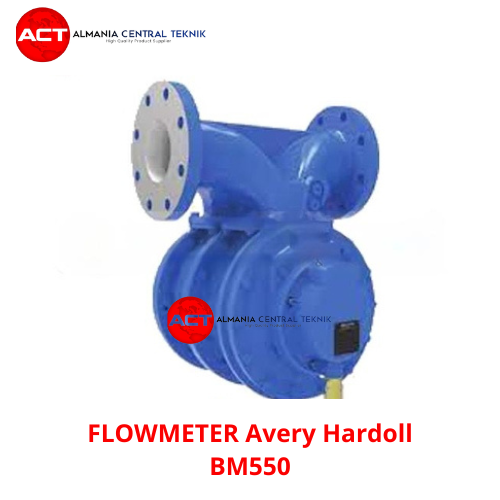 ACT ALMANIA CENTRAL TEKNIK
High Quality Product Supplier
ACT ALMANIA CENTRAL TEKNIK
FLOWMETER Avery Hardoll
BM550